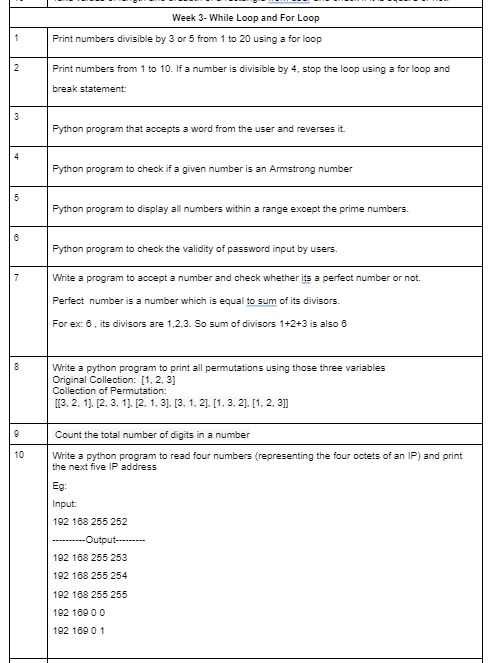 Week 3- While Loop and For Loop
1 Print numbers divisible by 3 or 5 from 1 to 20 using a for loop
2 Print numbers from 1 to 10. If a number is divisible by 4, stop the loop using a for loop and
break statement:
3
Python program that accepts a word from the user and reverses it.
4
Python program to check if a given number is an Armstrong number
5
Python program to display all numbers within a range except the prime numbers.
6
Python program to check the validity of password input by users.
7 Write a program to accept a number and check whether its a perfect number or not.
Perfect number is a number which is equal to sum of its divisors.
For ex: 6 , its divisors are 1,2,3. So sum of divisors 1+2+3 is also 6
8 Write a python program to print all permutations using those three variables
Original Collection: [1, 2, 3]
Collection of Permutation:
[[3, 2, 1], [2, 3, 1], [2, 1, 3], [3, 1, 2], [1, 3, 2], [1, 2, 3]]
9 Count the total number of digits in a number
10 Write a python program to read four numbers (representing the four octets of an IP) and print
the next five IP address
Eg:
Input:
192 168 255 252
----------Output---------
192 168 255 253
192 168 255 254
192 168 255 255
192 169 0 0
192 169 0 1